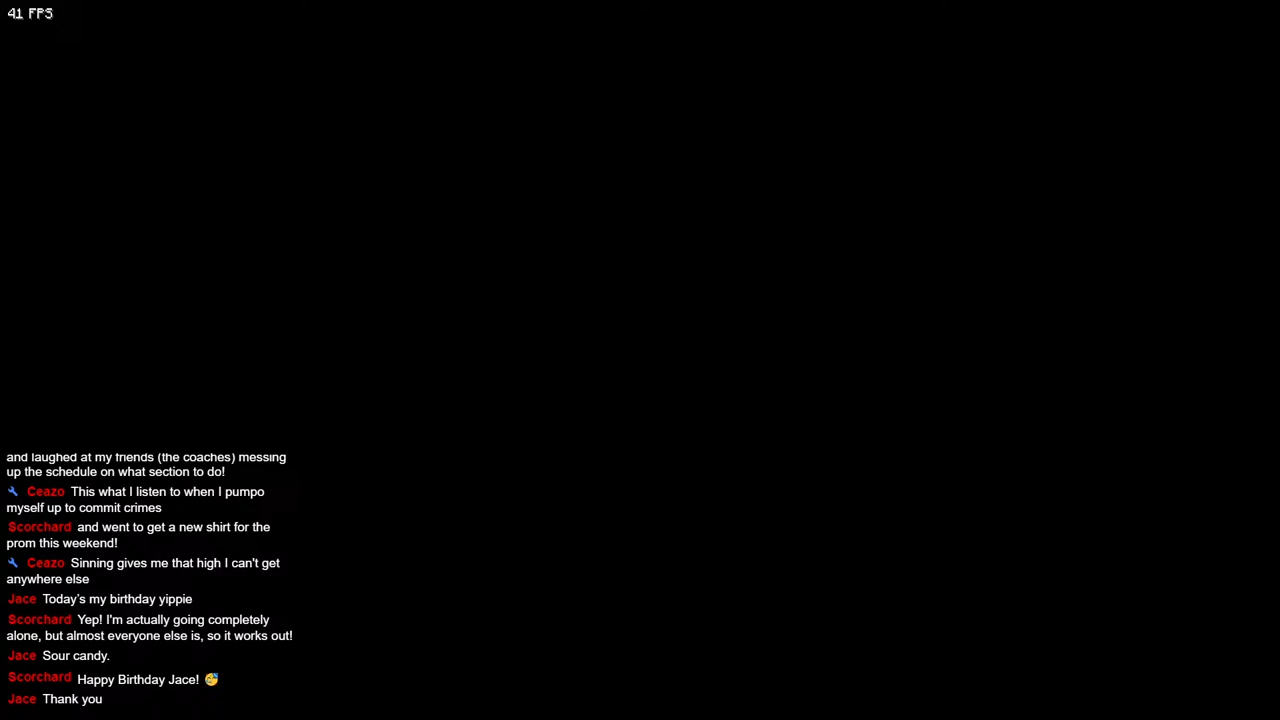 41 FPS
and laughed at my friends (the coaches) messing
up the schedule on what section to do!
Ceazo This what I listen to when I pumpo
myself up to commit crimes
Scorchard and went to get a new shirt for the
prom this weekend!
Ceazo Sinning gives me that high I can't get
anywhere else
Jace Today's my birthday yippie
Scorchard Yep! I'm actually going completely
alone, but almost everyone else is, so it works out!
Jace Sour candy.
Scorchard Happy Birthday Jace!
Jace Thank you